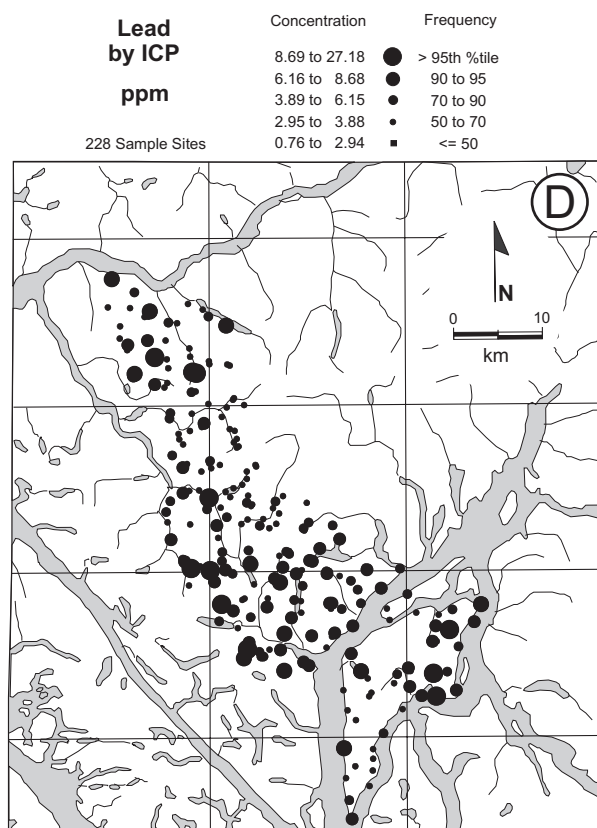 Lead
by ICP
ppm
228 Sample Sites
Concentration Frequency
8.69 to 27.18 > 95th %tile
6.16 to 8.68 90 to 95
3.89 to 6.15 70 to 90
2.95 to 3.88 50 to 70
0.76 to 2.94 <= 50
D
N
0 10
km